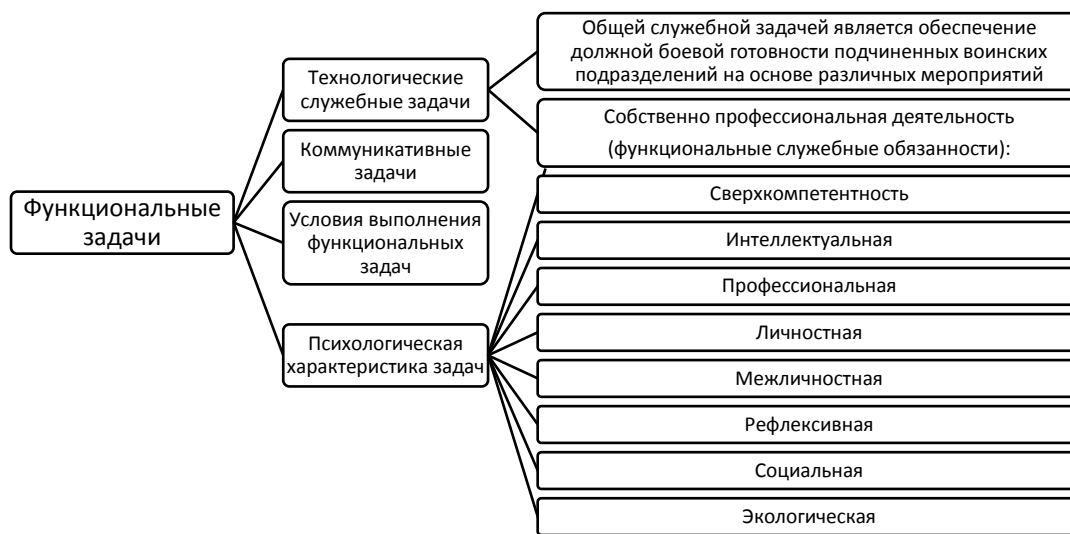 Функциональные
задачи
Технологические
служебные задачи
Коммуникативные
задачи
Условия выполнения
функциональных
задач
Психологическая
характеристика задач
Общей служебной задачей является обеспечение
должной боевой готовности подчиненных воинских
подразделений на основе различных мероприятий
Собственно профессиональная деятельность
(функциональные служебные обязанности):
Сверхкомпетентность
Интеллектуальная
Профессиональная
Личностная
Межличностная
Рефлексивная
Социальная
Экологическая